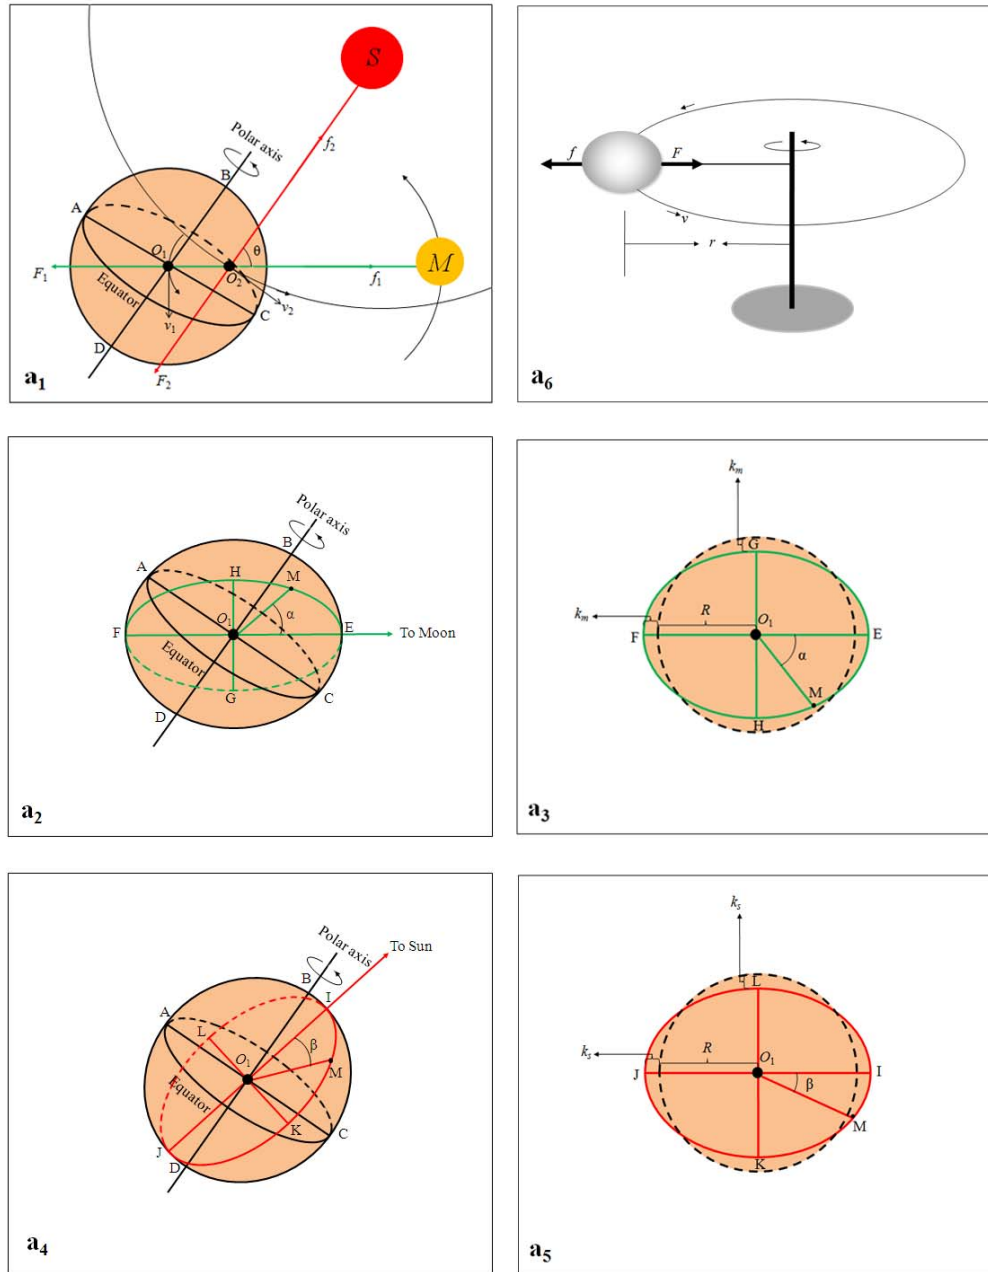 S
Polar axis
f2
B
A
θ
O1
M
F1
O2
f1
Equator
v2
C
v1
D
F2
a1
f
F
v
r
a6
Polar axis
B
A
H
M
O1
α
F
E
To Moon
Equator
G
C
D
a2
km
G
km
R
O1
F
E
α
M
H
a3
To Sun
Polar axis
B
I
A
L
β
O1
M
Equator
K
C
J
D
a4
ks
L
ks
R
O1
J
I
β
M
K
a5